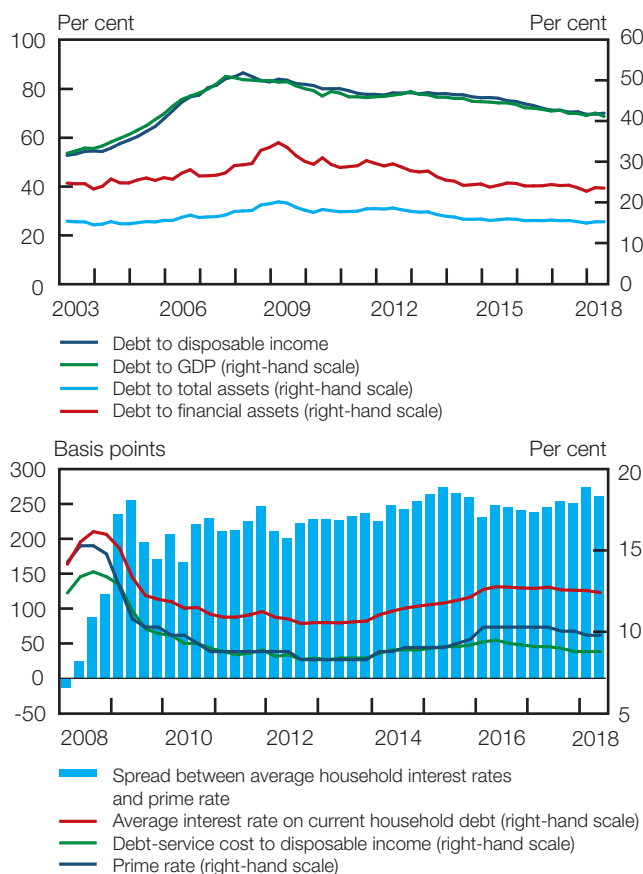 Per cent Per cent
100 60
80 50
60 40
40 30
20 20
0 10
0
2003 2006 2009 2012 2015 2018
Debt to disposable income
Debt to GDP (right-hand scale)
Debt to total assets (right-hand scale)
Debt to financial assets (right-hand scale)
Basis points Per cent
300 20
250
200 15
150
100 10
50
0
-50 5
2008 2010 2012 2014 2016 2018
Spread between average household interest rates
and prime rate
Average interest rate on current household debt (right-hand scale)
Debt-service cost to disposable income (right-hand scale)
Prime rate (right-hand scale)